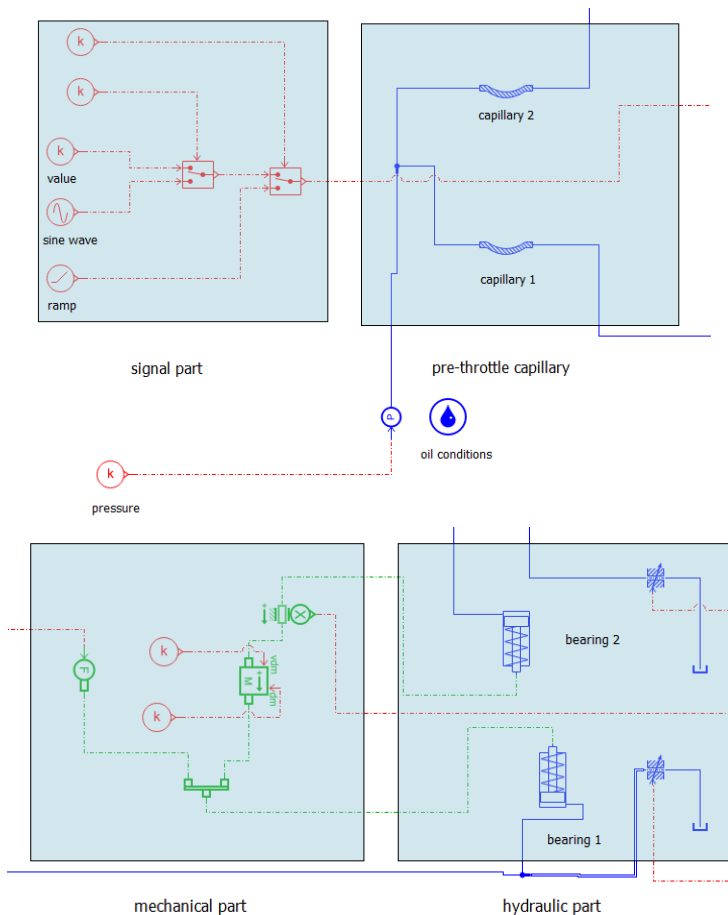 k
k
k
value
sine wave
ramp
capillary 2
capillary 1
signal part
pre-throttle capillary
P
oil conditions
k
pressure
X
bearing 2
k
vdm
F
M
k
xdm
bearing 1
mechanical part
hydraulic part